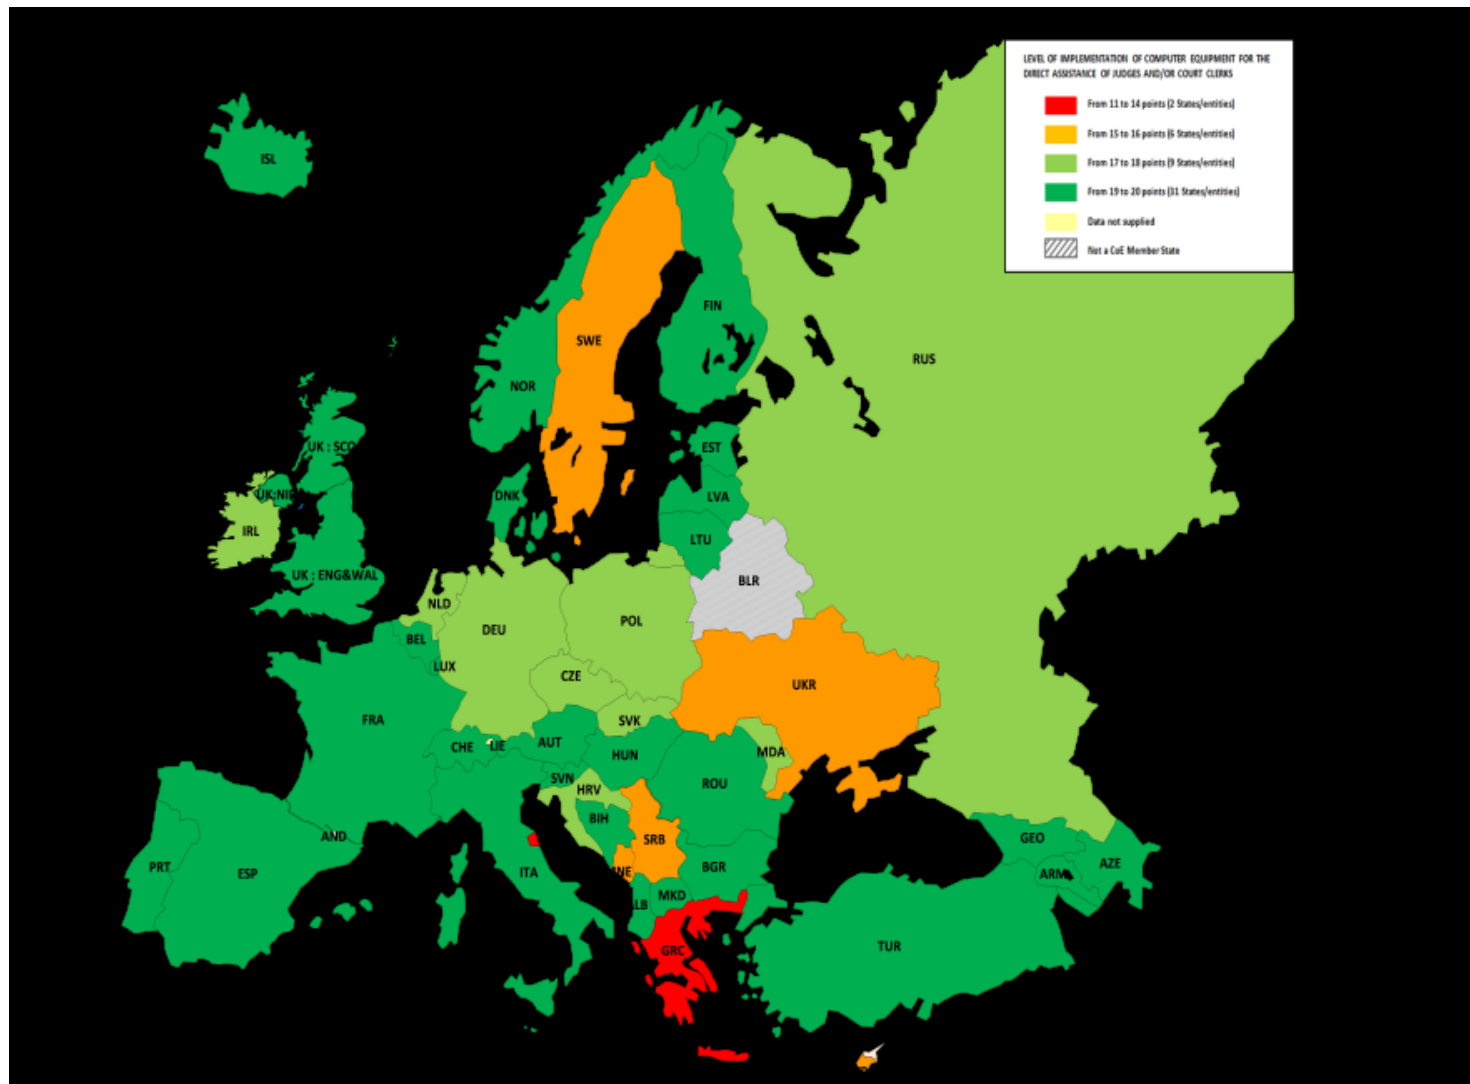 LEVEL OF IMPLEMENTATION OF COMPUTER EQUIPMENT FOR THE
DIRECT ASSISTANCE OF JUDGES AND/OR COURT CLERKS
From 11 to 14 points (2 States/entities)
From 15 to 16 points (6 States/entities)
From 17 to 18 points (9 States/entities)
From 19 to 20 points (31 States/entities)
Data not supplied
Not a CoE Member State
ISL
FIN
SWE
RUS
NOR
UK : SCO
EST
DNK
UK:NI
LVA
IRL
LTU
UK : ENG&WAL
BLR
NLD
POL
DEU
BEL
LUX
CZE
UKR
FRA
SVK
CHE
LIE
AUT
HUN
MDA
SVN
ROU
HRV
BIH
AND
SRB
GEO
PRT
ESP
ITA
NE
BGR
ARM
AZE
MKD
LB
GRC
TUR